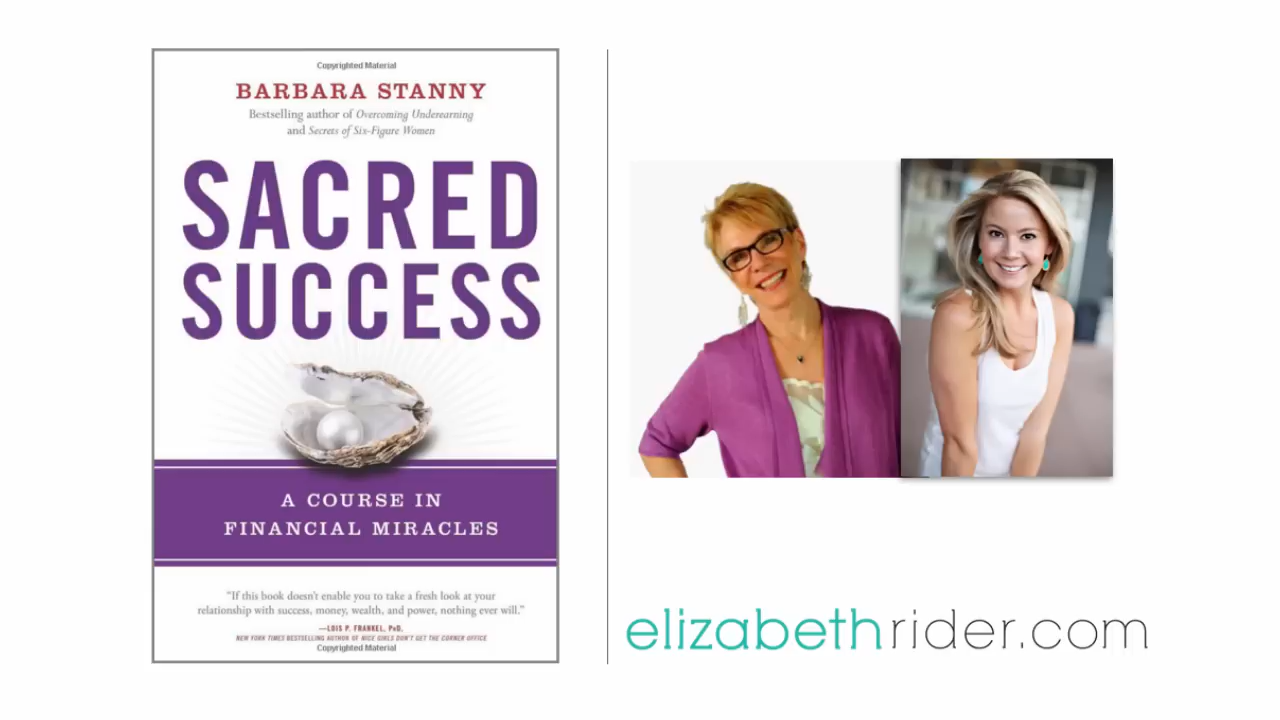 Copyrighted Material
BARBARA STANNY
Bestselling author of Overcoming Underearning
and Secrets of Six-Figure Women
SACRED
SUCCESS
A COURSE IN
FINANCIAL MIRACLES
“If this book doesn’t enable you to take a fresh look at your
relationship with success, money, wealth, and power, nothing ever will.”
—LOIS P. FRANKEL, PhD,
NEW YORK TIMES BESTSELLING AUTHOR OF NICE GIRLS DON’T GET THE CORNER OFFICE
Copyrighted Material
elizabethrider.com